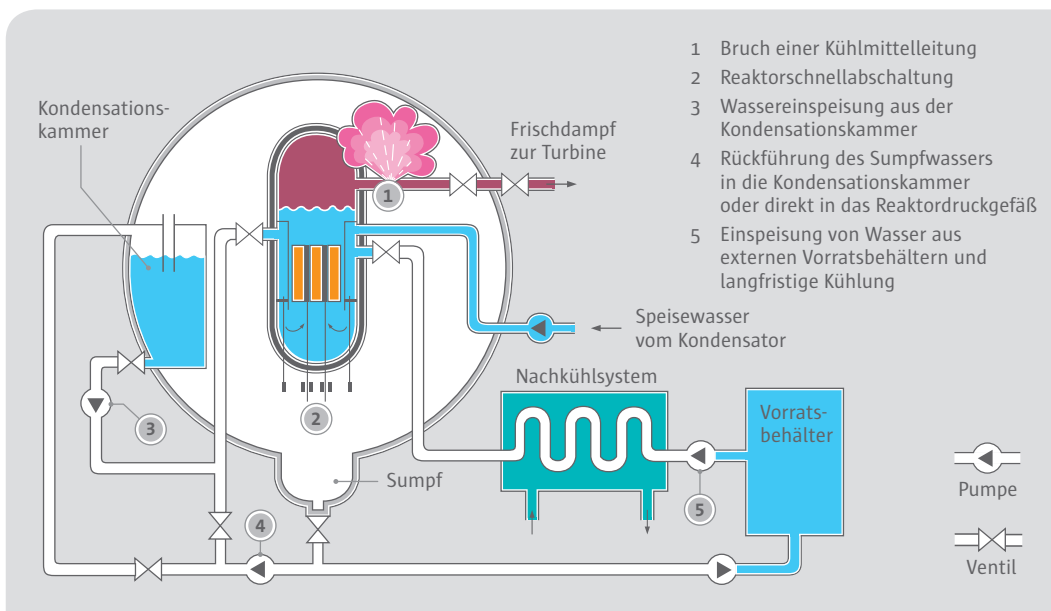 1 Bruch einer Kühlmittelleitung
2 Reaktorschnellabschaltung
3 Wassereinspeisung aus der
Kondensationskammer
4 Rückführung des Sumpfwassers
in die Kondensationskammer
oder direkt in das Reaktordruckgefäß
5 Einspeisung von Wasser aus
externen Vorratsbehältern und
langfristige Kühlung
Kondensations-
kammer
Frischdampf
zur Turbine
1
Speisewasser
vom Kondensator
Nachkühlsystem
Vorrats-
behälter
2
3
Sumpf
4
5
Pumpe
Ventil